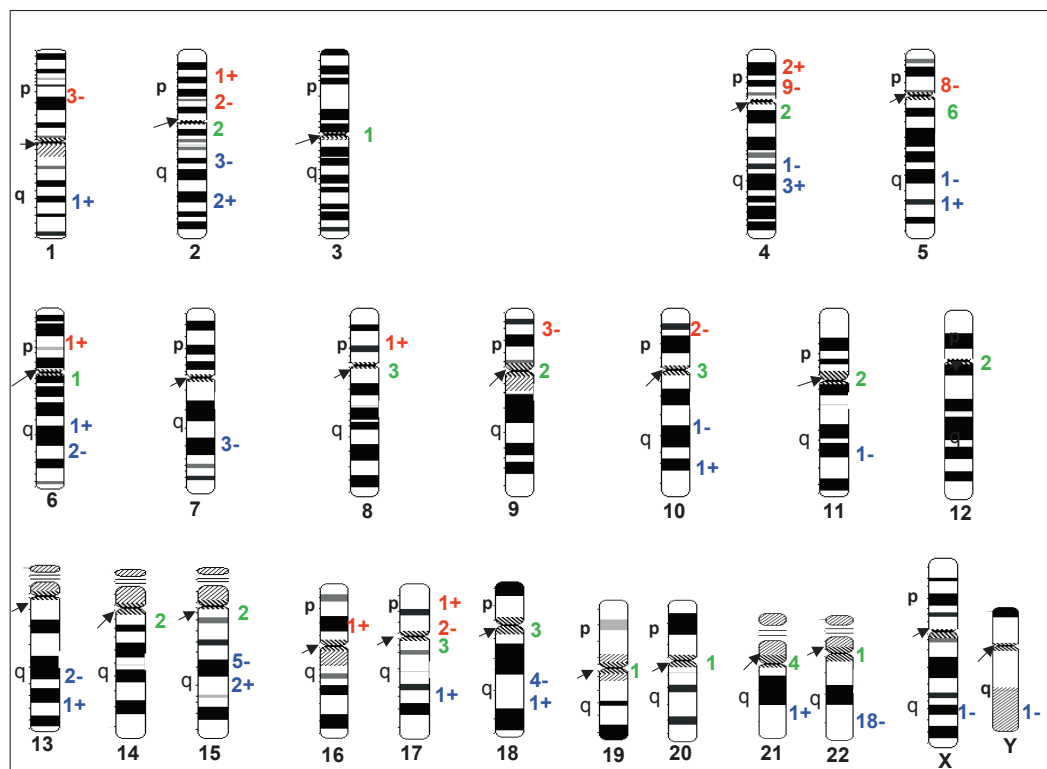 p 3- q 1+ 1
p 1+ 2- 2 q 3- 2+ 2
p 1 q 3
p 2+ 9- 2 q 1- 3+ 4
p 8- 6 q 1- 1+ 5
p 1+ 1 q 1+ 2- 6
p q 3- 7
p 1+ 3 q 8
p 3- 2 q 9
p 2- 3 q 1- 1+ 10
p 2 q 1- 11
p 2 q 12
q 2- 1+ 13
2 q 14
2 q 5- 2+ 15
p 1+ q 16
p 1+ 2- 3 q 1+ 17
p 3 q 4- 1+ 18
p 1 q 19
p 1 q 20
4 q 1+ 21
1 q 18- 22
p q 1- X
p q 1- Y